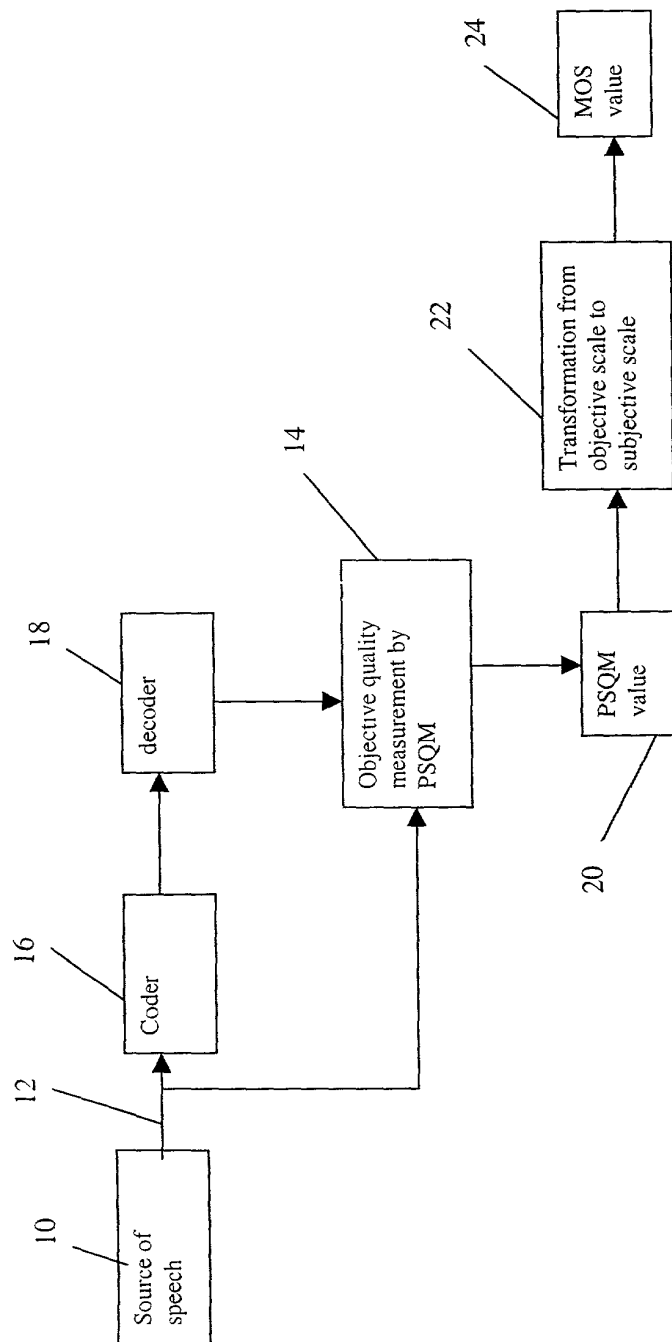 10
Source of
speech
12
16
Coder
18
decoder
14
Objective quality
measurement by
PSQM
20
PSQM
value
22
Transformation from
objective scale to
subjective scale
24
MOS
value